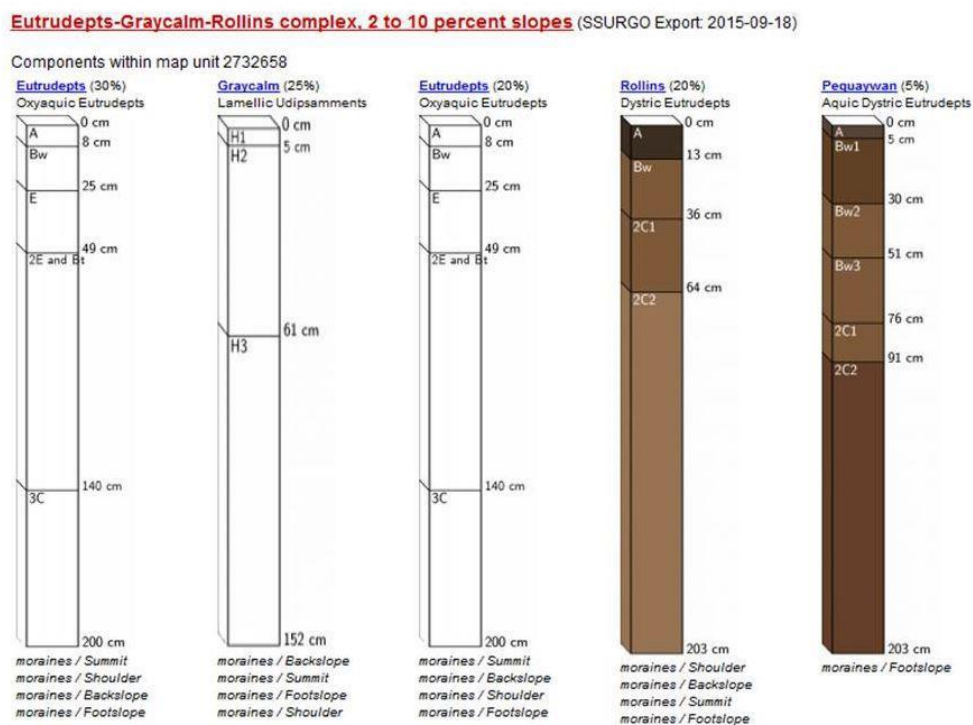 Eutrudepts-Graycalm-Rollins complex, 2 to 10 percent slopes (SSURGO Export: 2015-09-18)
Components within map unit 2732658
Eutrudepts (30%)
Oxyaquic Eutrudepts
0 cm
A
8 cm
Bw
25 cm
E
49 cm
2E and Bt
140 cm
3C
200 cm
moraines / Summit
moraines / Shoulder
moraines / Backslope
moraines / Footslope
Graycalm (25%)
Lamellic Udipsamments
0 cm
H1
5 cm
H2
61 cm
H3
152 cm
moraines / Backslope
moraines / Summit
moraines / Footslope
moraines / Shoulder
Eutrudepts (20%)
Oxyaquic Eutrudepts
0 cm
A
8 cm
Bw
25 cm
E
49 cm
2E and Bt
140 cm
3C
200 cm
moraines / Summit
moraines / Backslope
moraines / Shoulder
moraines / Footslope
Rollins (20%)
Dystric Eutrudepts
0 cm
A
13 cm
Bw
36 cm
2C1
64 cm
2C2
203 cm
moraines / Shoulder
moraines / Backslope
moraines / Summit
moraines / Footslope
Pequaywan (5%)
Aquic Dystric Eutrudepts
0 cm
A
5 cm
Bw1
30 cm
Bw2
51 cm
Bw3
76 cm
2C1
91 cm
2C2
203 cm
moraines / Footslope